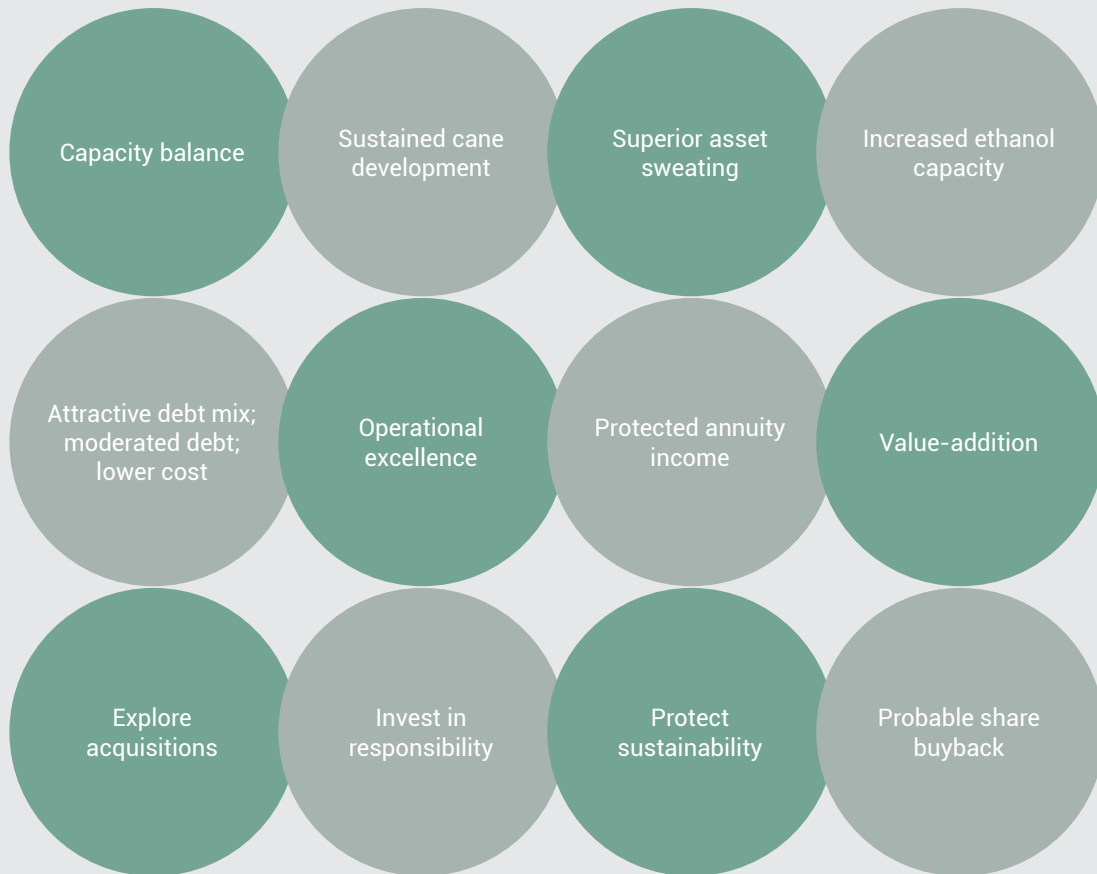 Capacity balance
Sustained cane
development
Superior asset
sweating
Increased ethanol
capacity
Attractive debt mix;
moderated debt;
lower cost
Operational
excellence
Protected annuity
income
Value-addition
Explore
acquisitions
Invest in
responsibility
Protect
sustainability
Probable share
buyback